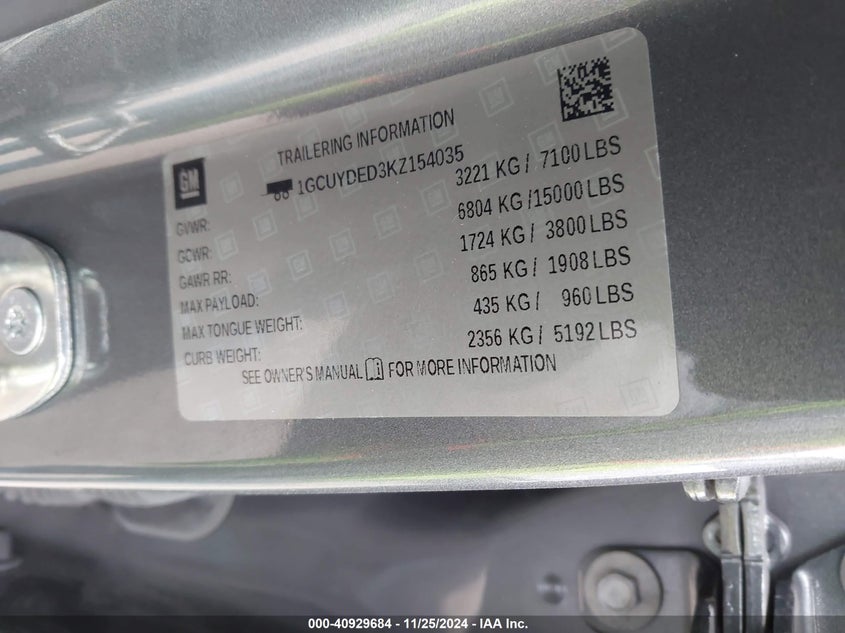 TRAILERING INFORMATION
GM
1GCUYDED3KZ154035
GVWR: 3221 KG / 7100 LBS
GCWR: 6804 KG /15000 LBS
GAWR RR: 1724 KG / 3800 LBS
MAX PAYLOAD: 865 KG / 1908 LBS
MAX TONGUE WEIGHT: 435 KG / 960 LBS
CURB WEIGHT: 2356 KG / 5192 LBS
SEE OWNER'S MANUAL FOR MORE INFORMATION
000-40929684 - 11/25/2024 - IAA Inc.